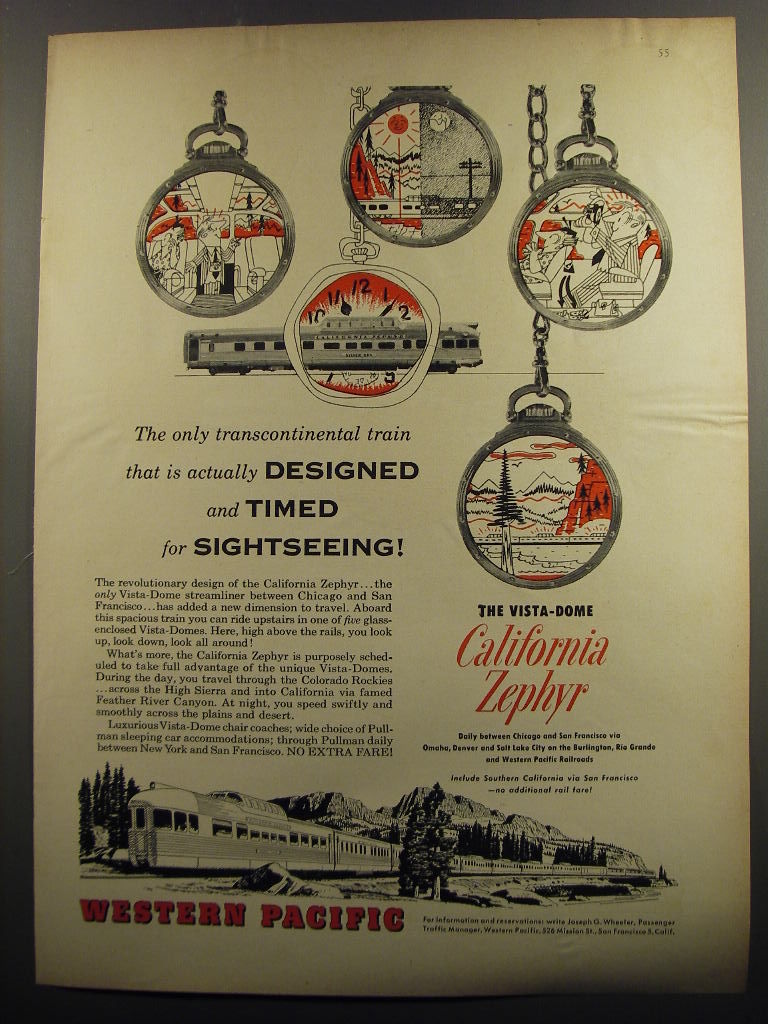 55
12
1
CALIFORNIA ZEPHYR
SILVER SKY
The only transcontinental train
that is actually DESIGNED
and TIMED
for SIGHTSEEING!
The revolutionary design of the California Zephyr...the
only Vista-Dome streamliner between Chicago and San
Francisco...has added a new dimension to travel. Aboard
this spacious train you can ride upstairs in one of five glass-
enclosed Vista-Domes. Here, high above the rails, you look
up, look down, look all around!
What's more, the California Zephyr is purposely sched-
uled to take full advantage of the unique Vista-Domes.
During the day, you travel through the Colorado Rockies
...across the High Sierra and into California via famed
Feather River Canyon. At night, you speed swiftly and
smoothly across the plains and desert.
Luxurious Vista-Dome chair coaches; wide choice of Pull-
man sleeping car accommodations; through Pullman daily
between New York and San Francisco. NO EXTRA FARE!
THE VISTA-DOME
California
Zephyr
Daily between Chicago and San Francisco via
Omaha, Denver and Salt Lake City on the Burlington, Rio Grande
and Western Pacific Railroads
Include Southern California via San Francisco
—no additional rail fare!
WESTERN PACIFIC
For information and reservations: write Joseph G. Wheeler, Passenger
Traffic Manager, Western Pacific, 526 Mission St., San Francisco 5, Calif.